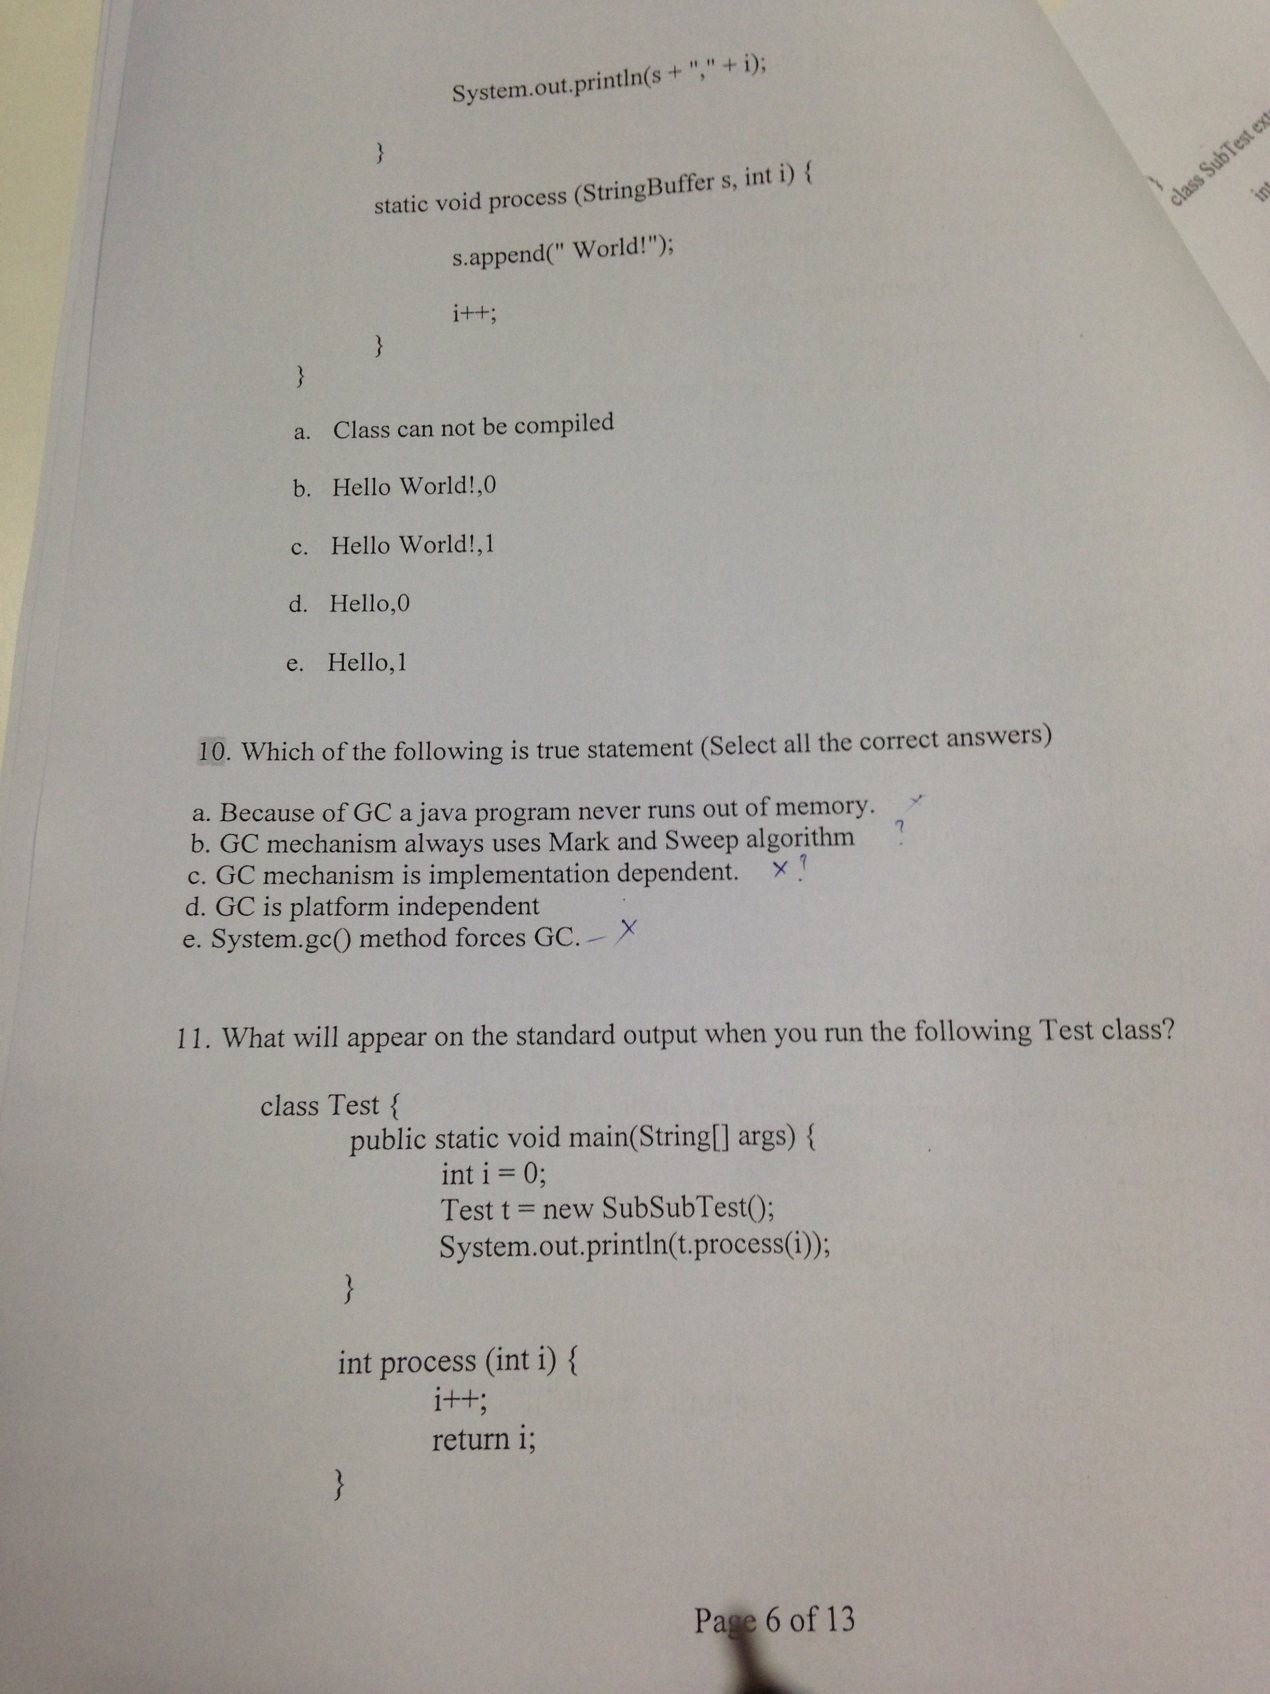 System.out.println(s + "," + i);
}
static void process (StringBuffer s, int i) {
s.append(" World!");
i++;
}
}
a. Class can not be compiled
b. Hello World!,0
c. Hello World!,1
d. Hello,0
e. Hello,1
10. Which of the following is true statement (Select all the correct answers)
a. Because of GC a java program never runs out of memory. x
b. GC mechanism always uses Mark and Sweep algorithm ?
c. GC mechanism is implementation dependent. x ?
d. GC is platform independent
e. System.gc() method forces GC. – x
11. What will appear on the standard output when you run the following Test class?
class Test {
public static void main(String[] args) {
int i = 0;
Test t = new SubSubTest();
System.out.println(t.process(i));
}
int process (int i) {
i++;
return i;
}
Page 6 of 13
}
class SubTest ext
int